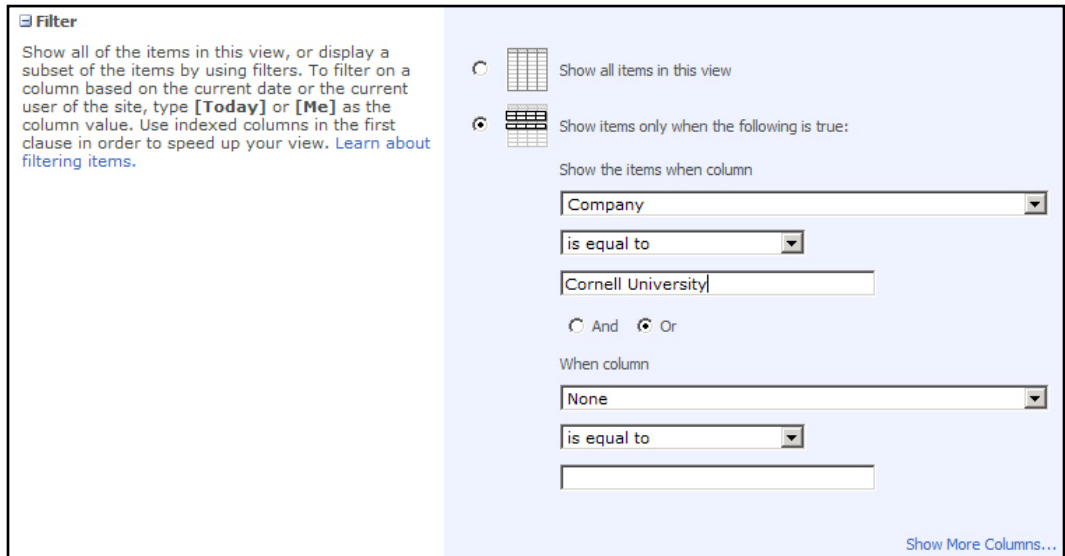 Filter
Show all of the items in this view, or display a
subset of the items by using filters. To filter on a
column based on the current date or the current
user of the site, type [Today] or [Me] as the
column value. Use indexed columns in the first
clause in order to speed up your view. Learn about
filtering items.
Show all items in this view
Show items only when the following is true:
Show the items when column
Company
is equal to
Cornell University
And Or
When column
None
is equal to
Show More Columns...